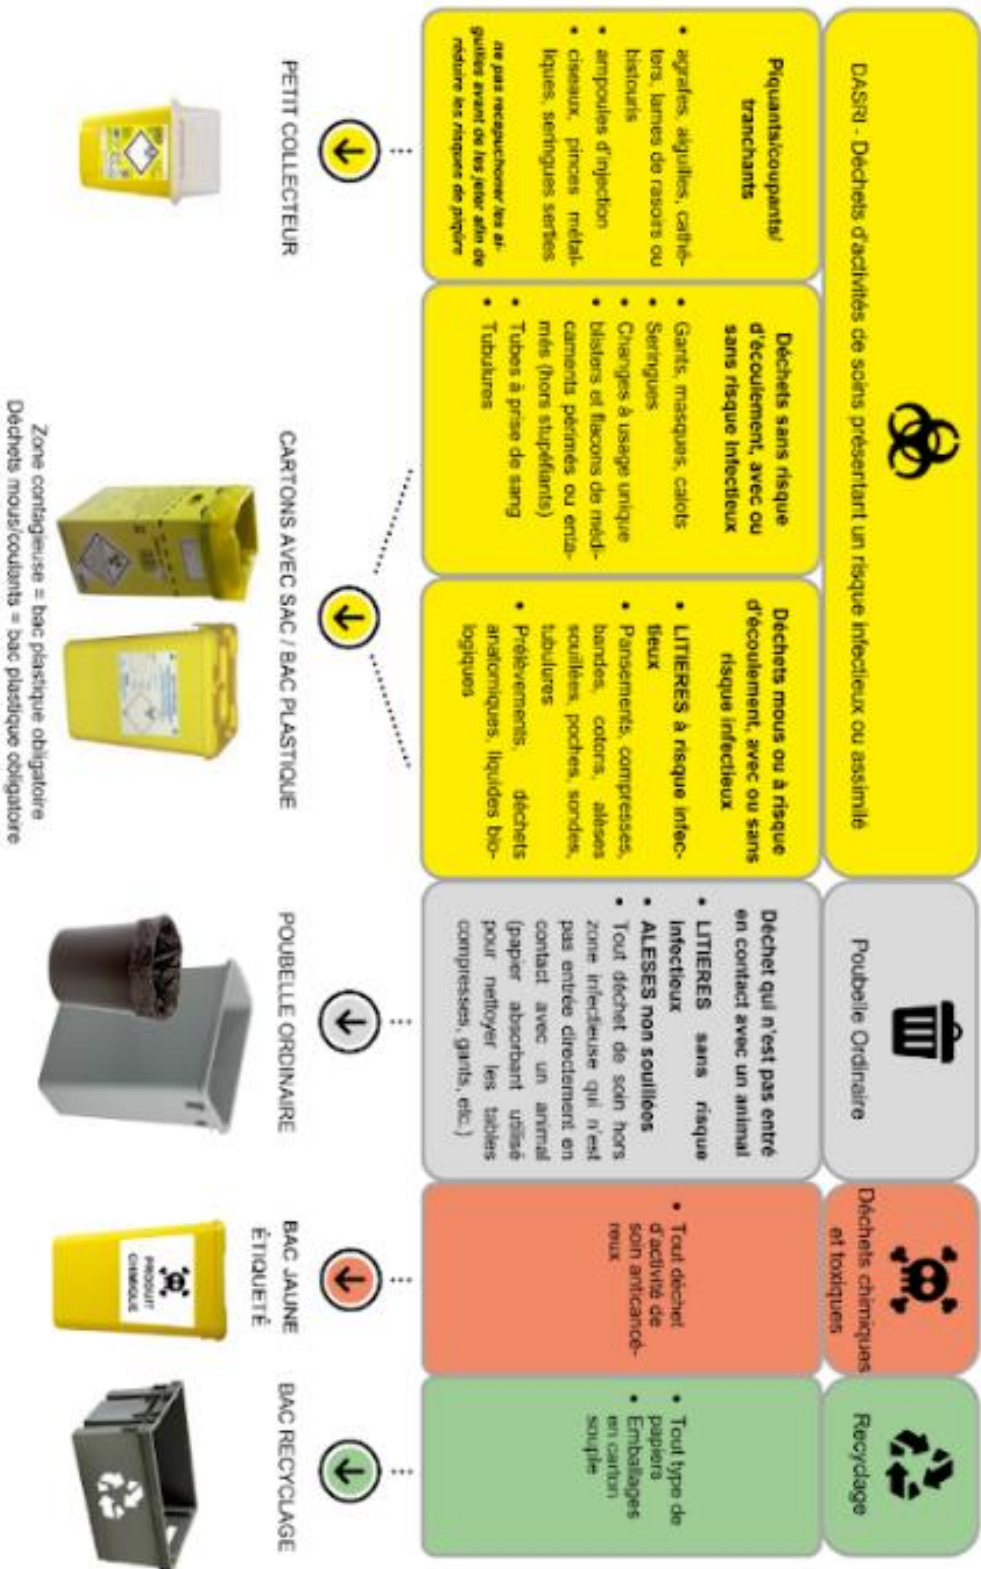 DASRI - Déchets d'activités de soins présentant un risque infectieux ou assimilé
Poubelle Ordinaire
Déchets chimiques
et toxiques
Recyclage
Piquants/coupants/
tranchants
• agrafes, aiguilles, cathé-
ters, lames de rasoirs ou
bistouris
• ampoules d'injection
• ciseaux, pinces métal-
liques, seringues serties
ne pas recapuchoner les ai-
guilles avant de les jeter afin de
réduire les risques de piqûre
Déchets sans risque
d'écoulement, avec ou
sans risque infectieux
• Gants, masques, calots
• Seringues
• Changes à usage unique
• blisters et flacons de médi-
caments périmés ou enta-
més (hors stupéfiants)
• Tubes à prise de sang
• Tubulures
Déchets mous ou à risque
d'écoulement, avec ou sans
risque infectieux
• LITIERES à risque infec-
tieux
• Pansements, compresses,
bandes, cotons, alèses
souillées, poches, sondes,
tubulures
• Prélèvements, déchets
anatomiques, liquides bio-
logiques
Déchet qui n'est pas entré
en contact avec un animal
• LITIERES sans risque
infectieux
• ALESES non souillées
• Tout déchet de soin hors
zone infectieuse qui n'est
pas entrée directement en
contact avec un animal
(papier absorbant utilisé
pour nettoyer les tables
compresses, gants, etc.)
• Tout déchet
d'activité de
soin anticancé-
reux
• Tout type de
papiers
• Emballages
en carton
souple
PETIT COLLECTEUR
CARTONS AVEC SAC / BAC PLASTIQUE
POUBELLE ORDINAIRE
BAC JAUNE
ÉTIQUETÉ
BAC RECYCLAGE
PRODUIT
CHIMIQUE
Zone contagieuse = bac plastique obligatoire
Déchets mous/coulants = bac plastique obligatoire